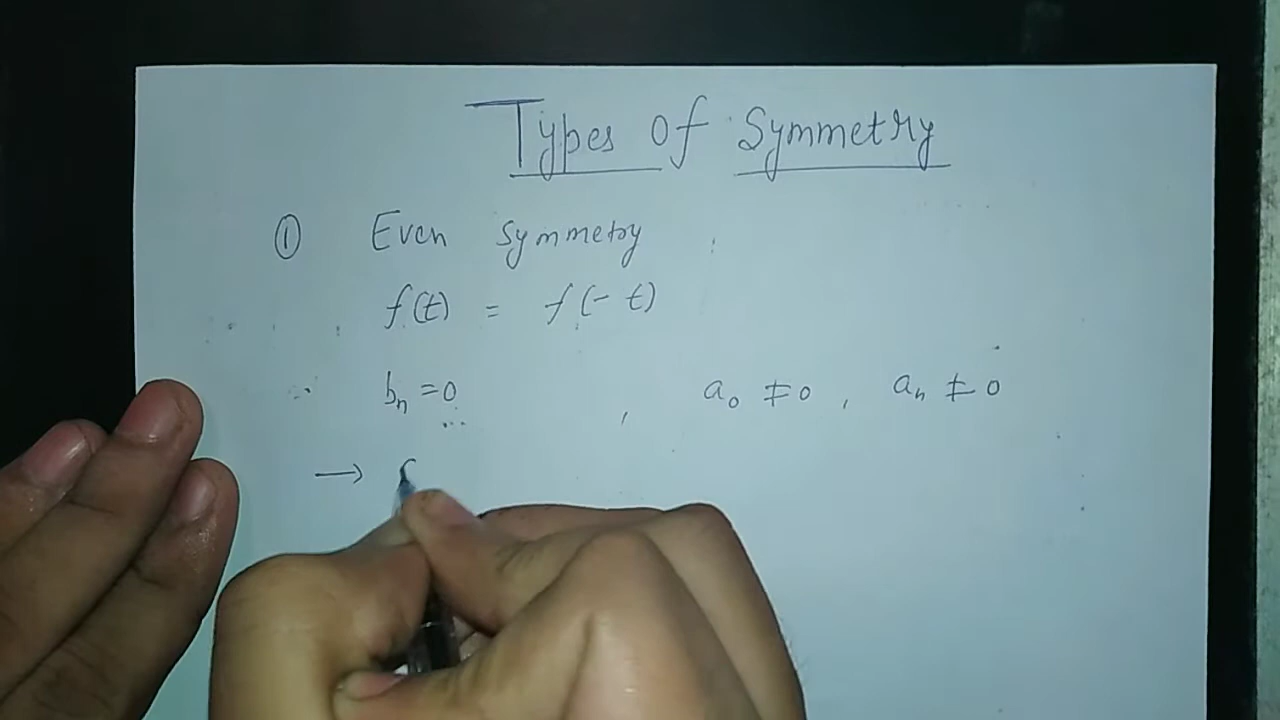 Types of Symmetry
① Even Symmetry
f(t) = f(- t)
bₙ = 0 , a₀ ≠ 0 , aₙ ≠ 0
→